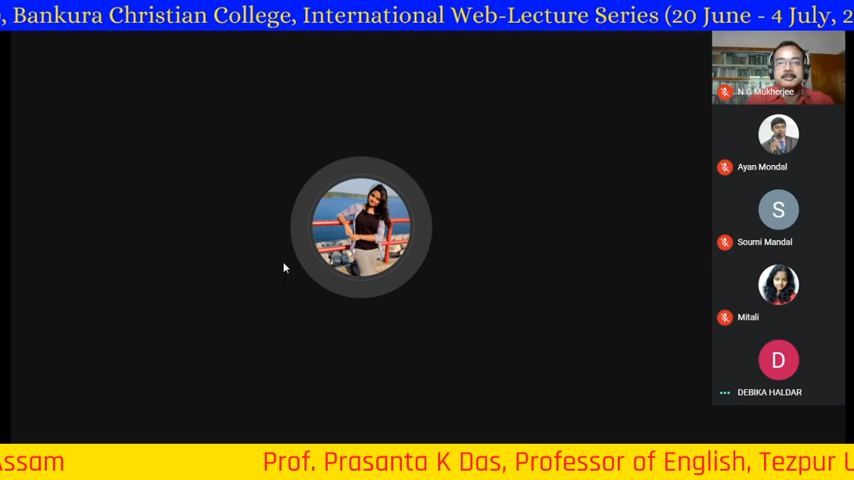 , Bankura Christian College, International Web-Lecture Series (20 June - 4 July, 2
N G Mukherjee
Ayan Mondal
S
Soumi Mandal
Mitali
D
DEBIKA HALDAR
Assam Prof. Prasanta K Das, Professor of English, Tezpur U